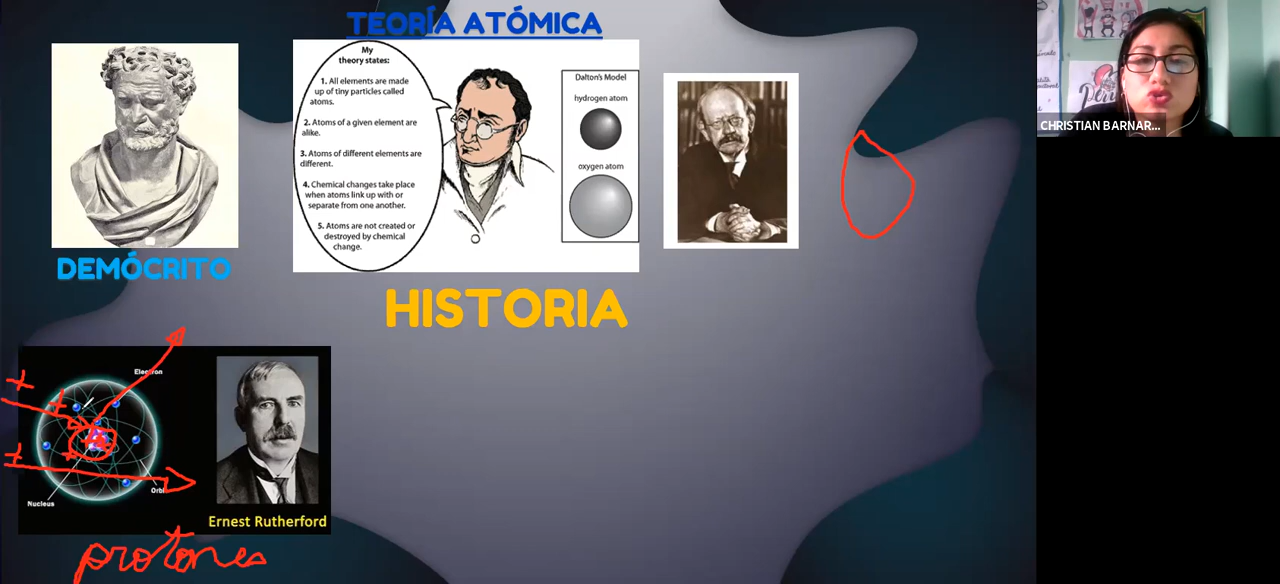 TEORÍA ATÓMICA
My
theory states:
1. All elements are made
up of tiny particles called
atoms.
2. Atoms of a given element are
alike.
3. Atoms of different elements are
different.
4. Chemical changes take place
when atoms link up with or
separate from one another.
5. Atoms are not created or
destroyed by chemical
change.
Dalton's Model
hydrogen atom
oxygen atom
DEMÓCRITO
HISTORIA
Electron
Nucleus
Ernest Rutherford
protones
CHRISTIAN BARNAR...